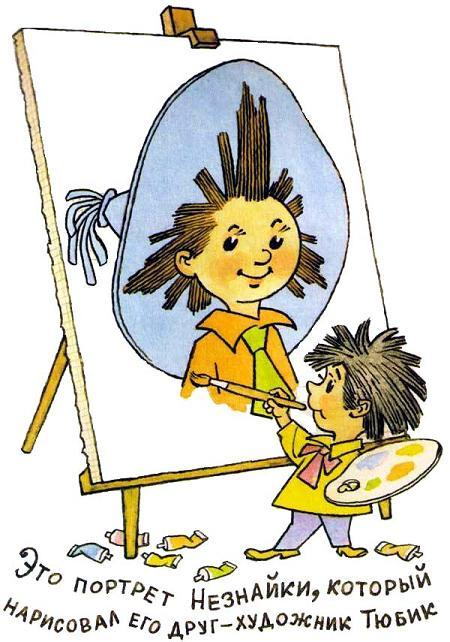 Это портрет Незнайки, который
нарисовал его друг-художник Тюбик